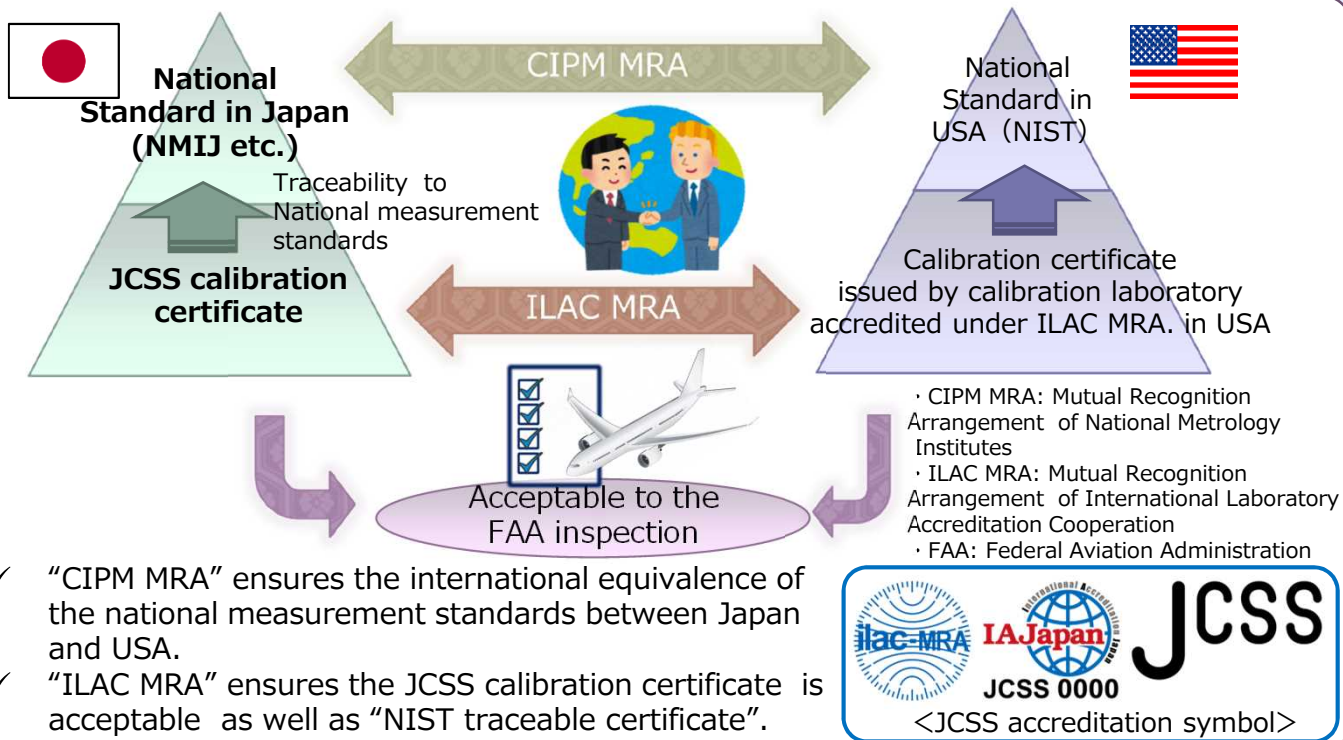 CIPM MRA
National
Standard in Japan
(NMIJ etc.)
Traceability to
National measurement
standards
JCSS calibration
certificate
National
Standard in
USA（NIST）
Calibration certificate
issued by calibration laboratory
accredited under ILAC MRA. in USA
ILAC MRA
Acceptable to the
FAA inspection
・CIPM MRA: Mutual Recognition
Arrangement of National Metrology
Institutes
・ILAC MRA: Mutual Recognition
Arrangement of International Laboratory
Accreditation Cooperation
・FAA: Federal Aviation Administration
✓ “CIPM MRA” ensures the international equivalence of
the national measurement standards between Japan
and USA.
✓ “ILAC MRA” ensures the JCSS calibration certificate is
acceptable as well as “NIST traceable certificate”.
ilac-MRA
International Accreditation Japan
IAJapan
JCSS 0000
JCSS
<JCSS accreditation symbol>